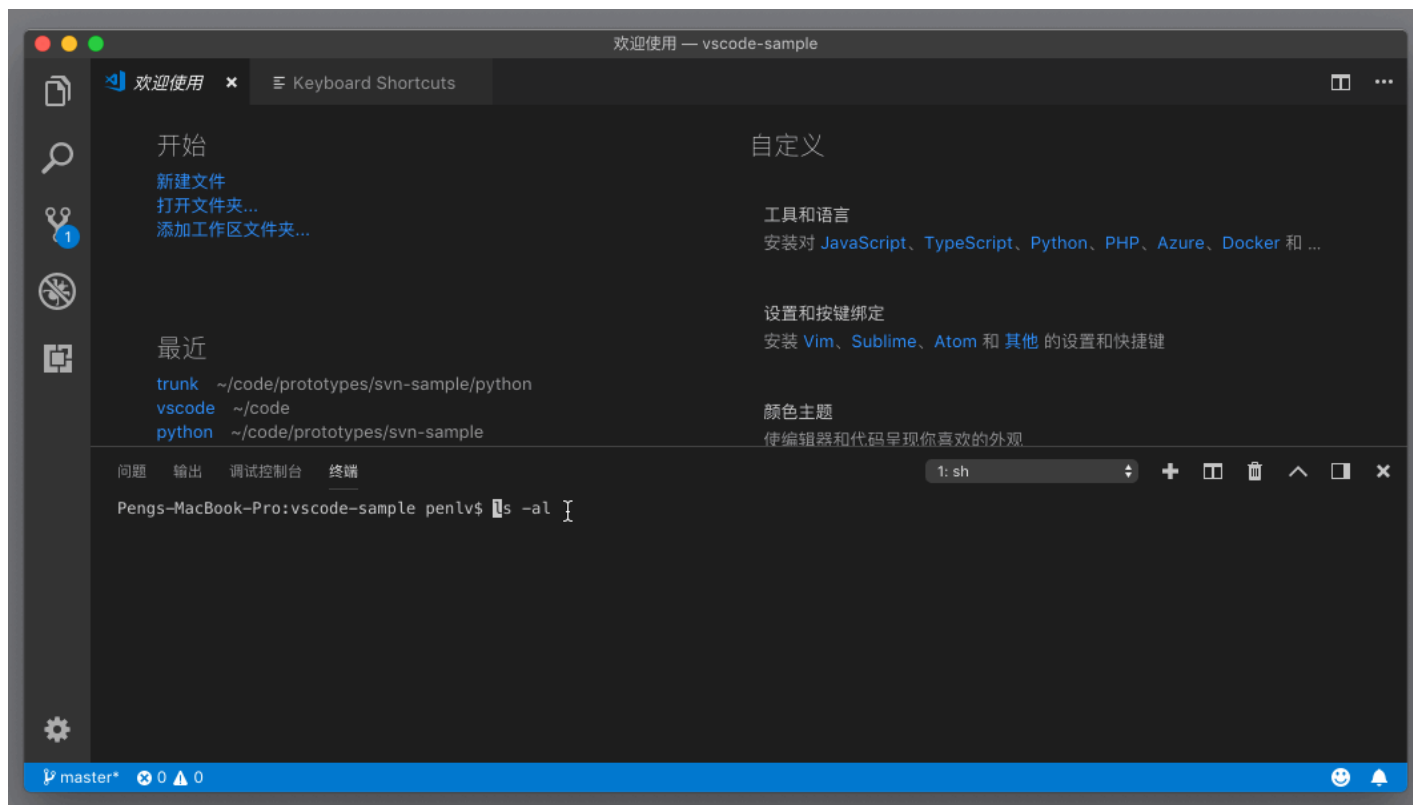 欢迎使用 — vscode-sample
欢迎使用
Keyboard Shortcuts
开始
新建文件
打开文件夹...
添加工作区文件夹...
最近
trunk ~/code/prototypes/svn-sample/python
vscode ~/code
python ~/code/prototypes/svn-sample
自定义
工具和语言
安装对 JavaScript、TypeScript、Python、PHP、Azure、Docker 和 ...
设置和按键绑定
安装 Vim、Sublime、Atom 和 其他 的设置和快捷键
颜色主题
使编辑器和代码呈现你喜欢的外观
1
问题 输出 调试控制台 终端
1: sh
Pengs-MacBook-Pro:vscode-sample penlv$ ls -al
master* 0 0